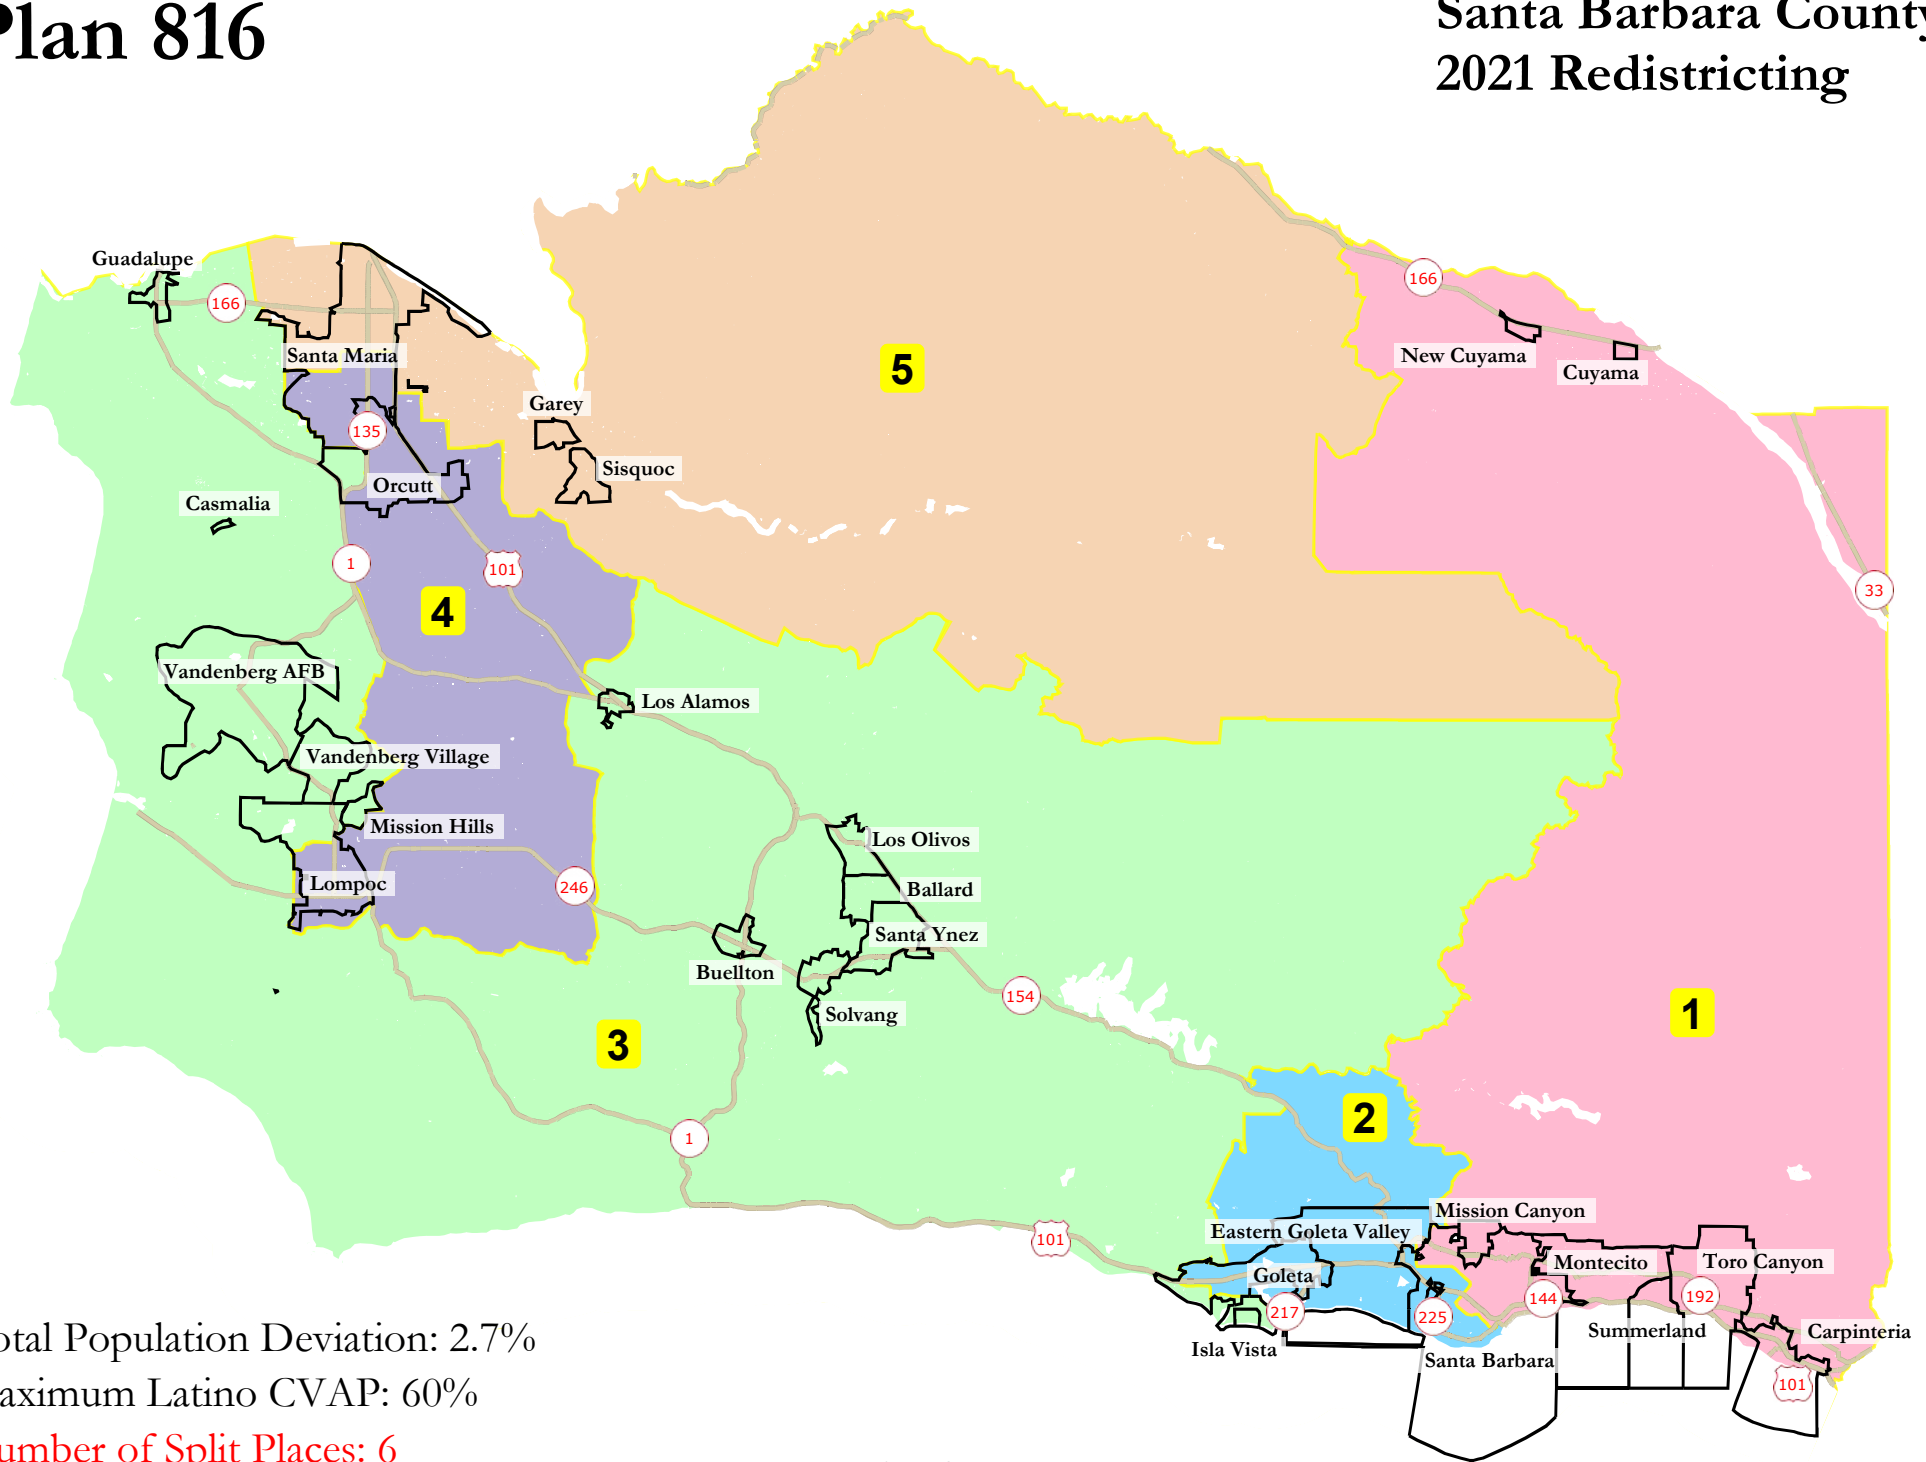 Plan 816
Santa Barbara County
2021 Redistricting
Guadalupe
166
Santa Maria
135
Orcutt
Casmalia
1
101
4
Garey
Sisquoc
5
166
New Cuyama
Cuyama
33
Vandenberg AFB
Vandenberg Village
Mission Hills
Lompoc
246
Los Alamos
Los Olivos
Ballard
Santa Ynez
Buellton
Solvang
154
3
1
1
2
101
Mission Canyon
Eastern Goleta Valley
Goleta
217
225
144
192
Montecito
Toro Canyon
Summerland
Carpinteria
Isla Vista
Santa Barbara
101
otal Population Deviation: 2.7%
aximum Latino CVAP: 60%
umber of Split Places: 6